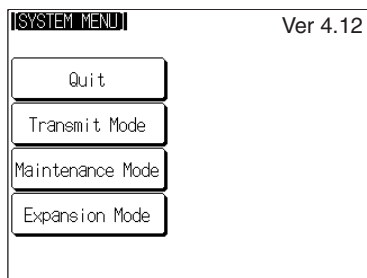 [SYSTEM MENU]
Ver 4.12
Quit
Transmit Mode
Maintenance Mode
Expansion Mode